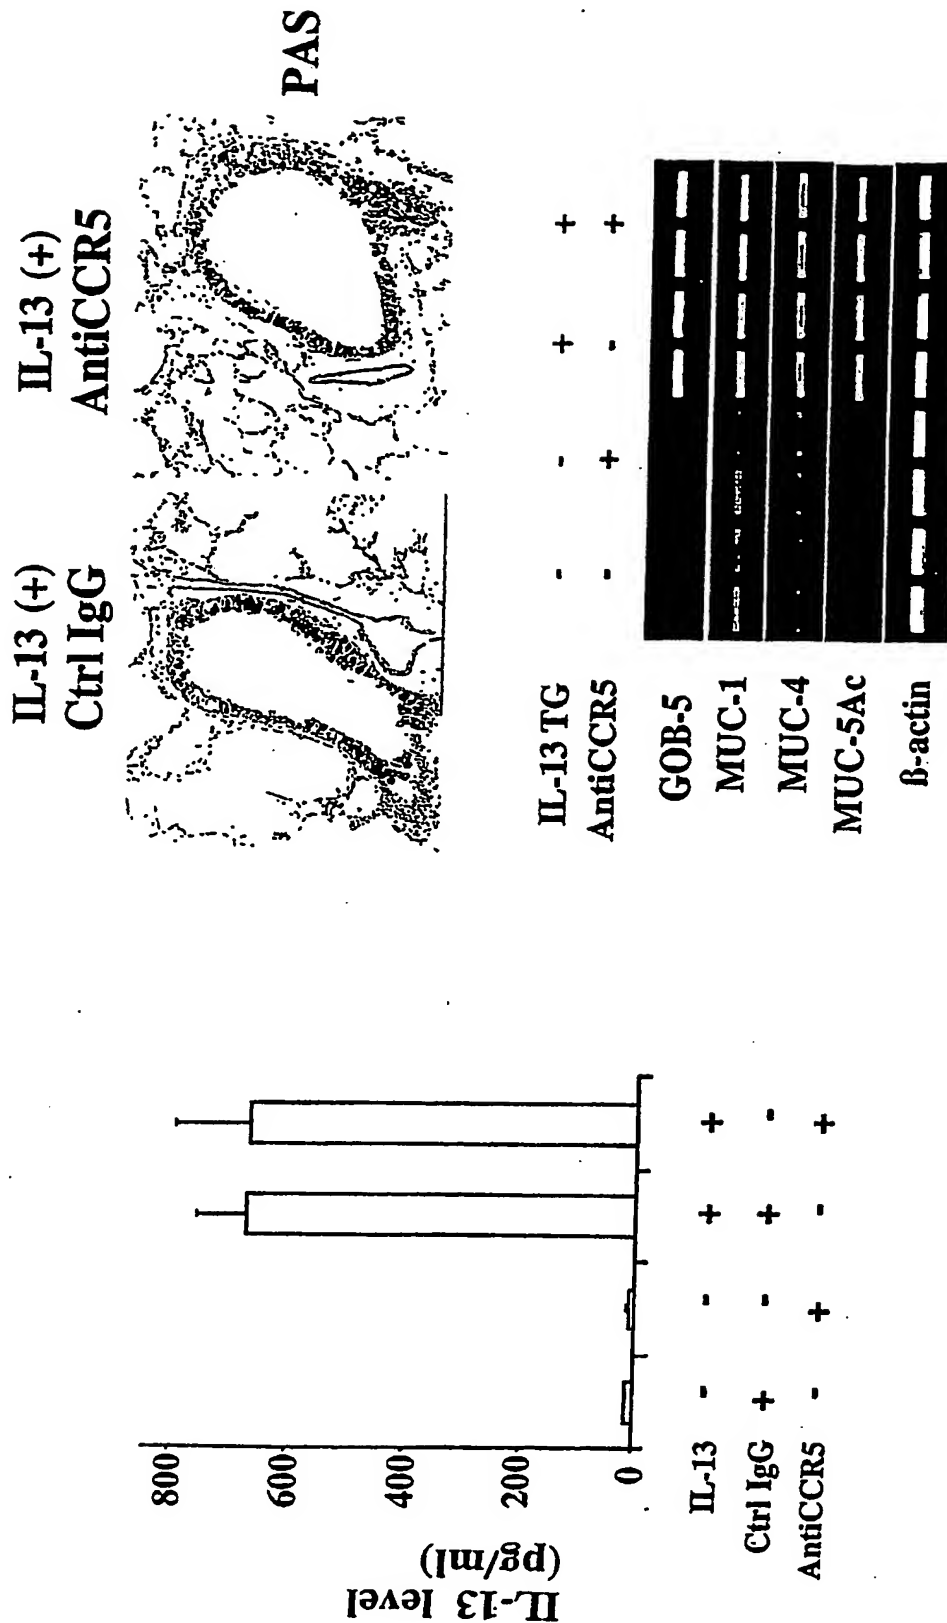 IL-13 level
(pg/ml)
800
600
400
200
0
IL-13 - - + +
Ctrl IgG + - + -
AntiCCR5 - + - +
IL-13 (+)
Ctrl IgG
IL-13 (+)
AntiCCR5
PAS
IL-13 TG - - + +
AntiCCR5 - + - +
GOB-5
MUC-1
MUC-4
MUC-5Ac
ß-actin